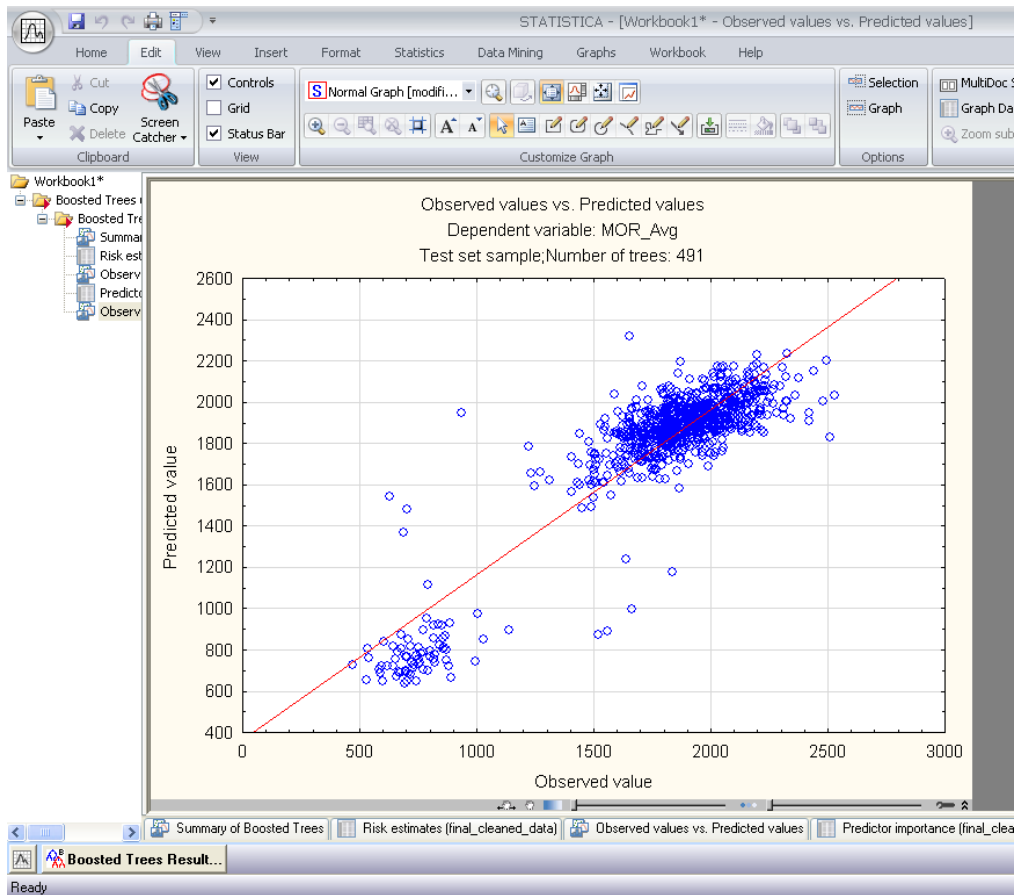 STATISTICA - [Workbook1* - Observed values vs. Predicted values]
Home Edit View Insert Format Statistics Data Mining Graphs Workbook Help
Paste
Cut
Copy
Delete
Screen Catcher
Clipboard
Controls
Grid
Status Bar
View
Normal Graph [modifi...
Customize Graph
Selection
Graph
Options
MultiDoc S
Graph Da
Zoom sub
Workbook1*
Boosted Trees
Boosted Tre
Summar
Risk est
Observ
Predicto
Observ
Observed values vs. Predicted values
Dependent variable: MOR_Avg
Test set sample;Number of trees: 491
2600
2400
2200
2000
1800
1600
1400
1200
1000
800
600
400
Predicted value
0 500 1000 1500 2000 2500 3000
Observed value
Summary of Boosted Trees Risk estimates (final_cleaned_data) Observed values vs. Predicted values Predictor importance (final_clea
Boosted Trees Result...
Ready